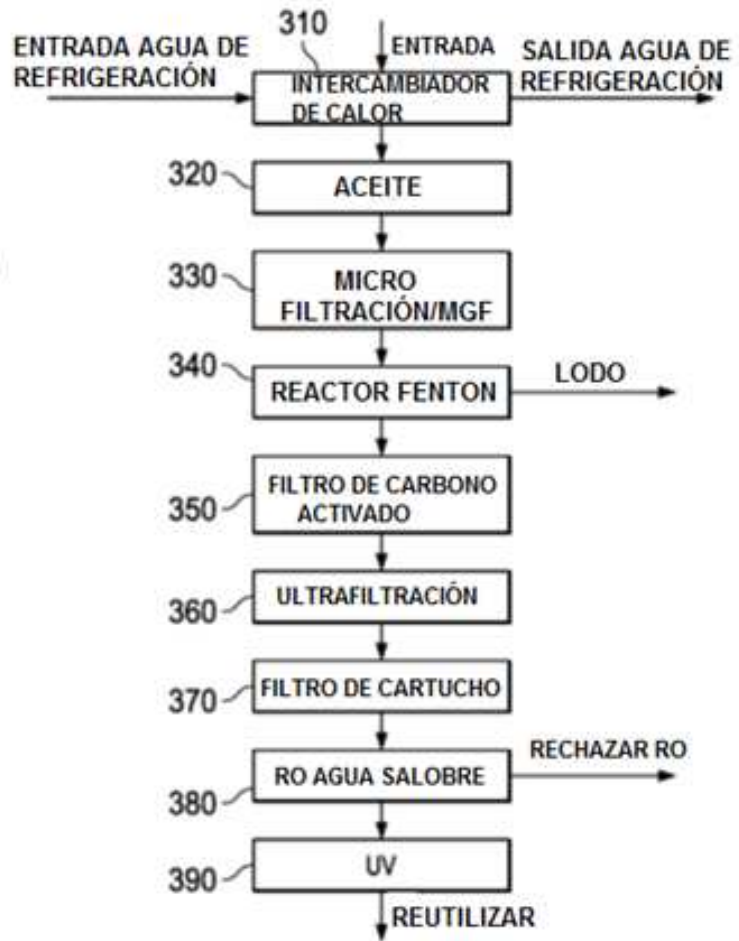 310
ENTRADA
ENTRADA AGUA DE
REFRIGERACIÓN
SALIDA AGUA DE
REFRIGERACIÓN
INTERCAMBIADOR
DE CALOR
320
ACEITE
330
MICRO
FILTRACIÓN/MGF
340
REACTOR FENTON
LODO
350
FILTRO DE CARBONO
ACTIVADO
360
ULTRAFILTRACIÓN
370
FILTRO DE CARTUCHO
380
RO AGUA SALOBRE
RECHAZAR RO
390
UV
REUTILIZAR